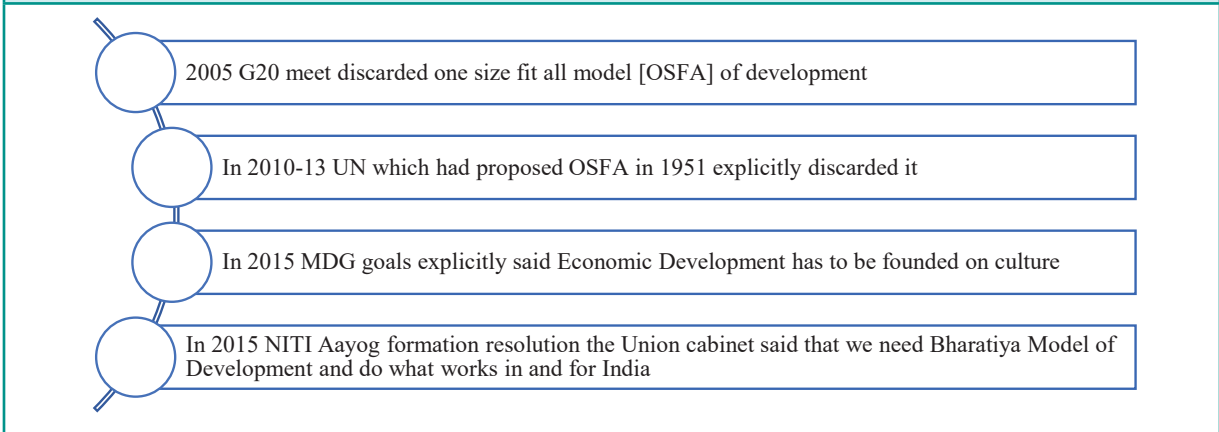 2005 G20 meet discarded one size fit all model [OSFA] of development
In 2010-13 UN which had proposed OSFA in 1951 explicitly discarded it
In 2015 MDG goals explicitly said Economic Development has to be founded on culture
In 2015 NITI Aayog formation resolution the Union cabinet said that we need Bharatiya Model of
Development and do what works in and for India